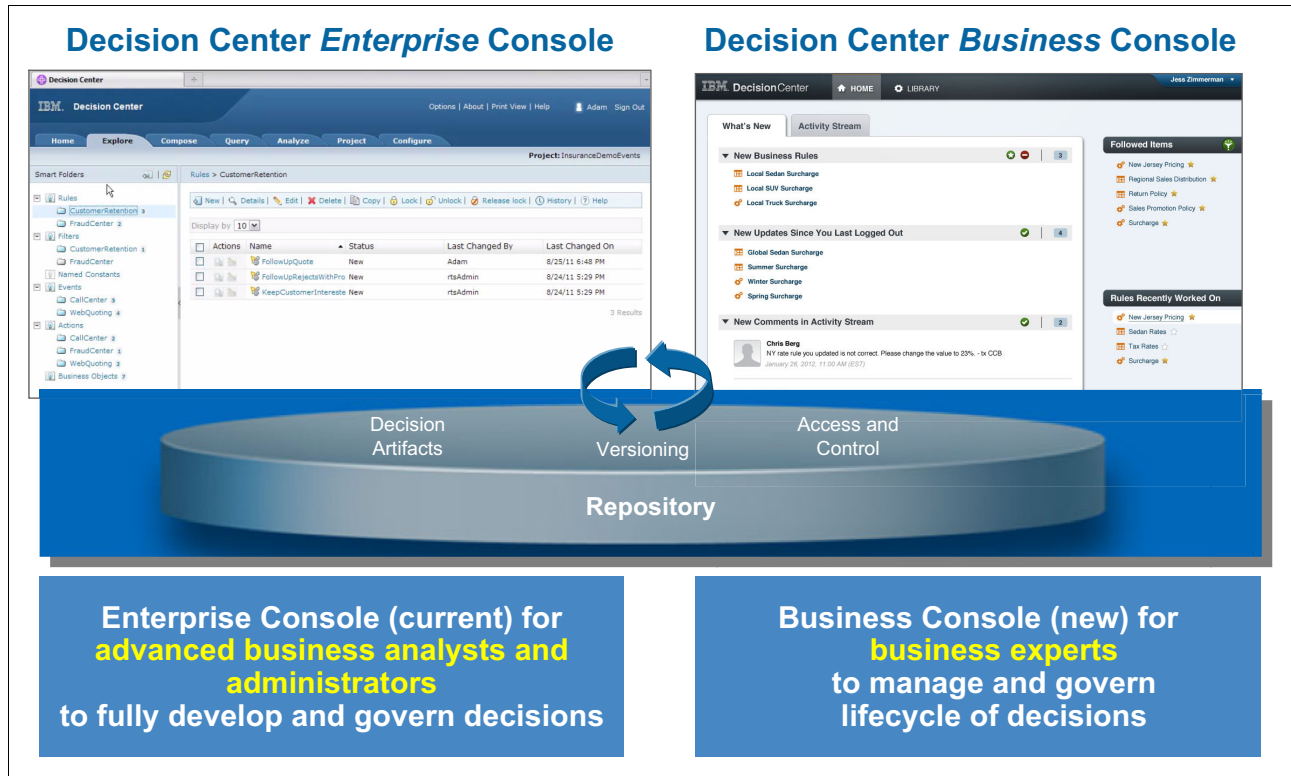 Decision Center Enterprise Console
Decision Center Business Console
Decision Center
IBM. Decision Center
Options | About | Print View | Help
Adam Sign Out
Home Explore Compose Query Analyze Project Configure
Project: InsuranceDemoEvents
Smart Folders
Rules
CustomerRetention 3
FraudCenter 2
Filters
CustomerRetention 1
FraudCenter
Named Constants
Events
CallCenter 3
WebQuoting 4
Actions
CallCenter 2
FraudCenter 1
WebQuoting 2
Business Objects 7
Rules > CustomerRetention
New | Details | Edit | Delete | Copy | Lock | Unlock | Release lock | History | Help
Display by 10
Actions Name Status Last Changed By Last Changed On
FollowUpQuote New Adam 8/25/11 6:48 PM
FollowUpRejectsWithPro New rtsAdmin 8/24/11 5:29 PM
KeepCustomerIntereste New rtsAdmin 8/24/11 5:29 PM
3 Results
IBM. DecisionCenter HOME LIBRARY
Jess Zimmerman
What's New Activity Stream
New Business Rules 3
Local Sedan Surcharge
Local SUV Surcharge
Local Truck Surcharge
New Updates Since You Last Logged Out 4
Global Sedan Surcharge
Summer Surcharge
Winter Surcharge
Spring Surcharge
New Comments in Activity Stream 2
Chris Berg
NY rate rule you updated is not correct. Please change the value to 23%. - tx CCB
January 26, 2012, 11:00 AM (EST)
Followed Items
New Jersey Pricing
Regional Sales Distribution
Return Policy
Sales Promotion Policy
Surcharge
Rules Recently Worked On
New Jersey Pricing
Sedan Rates
Tax Rates
Surcharge
Decision
Artifacts
Versioning
Access and
Control
Repository
Enterprise Console (current) for
advanced business analysts and
administrators
to fully develop and govern decisions
Business Console (new) for
business experts
to manage and govern
lifecycle of decisions